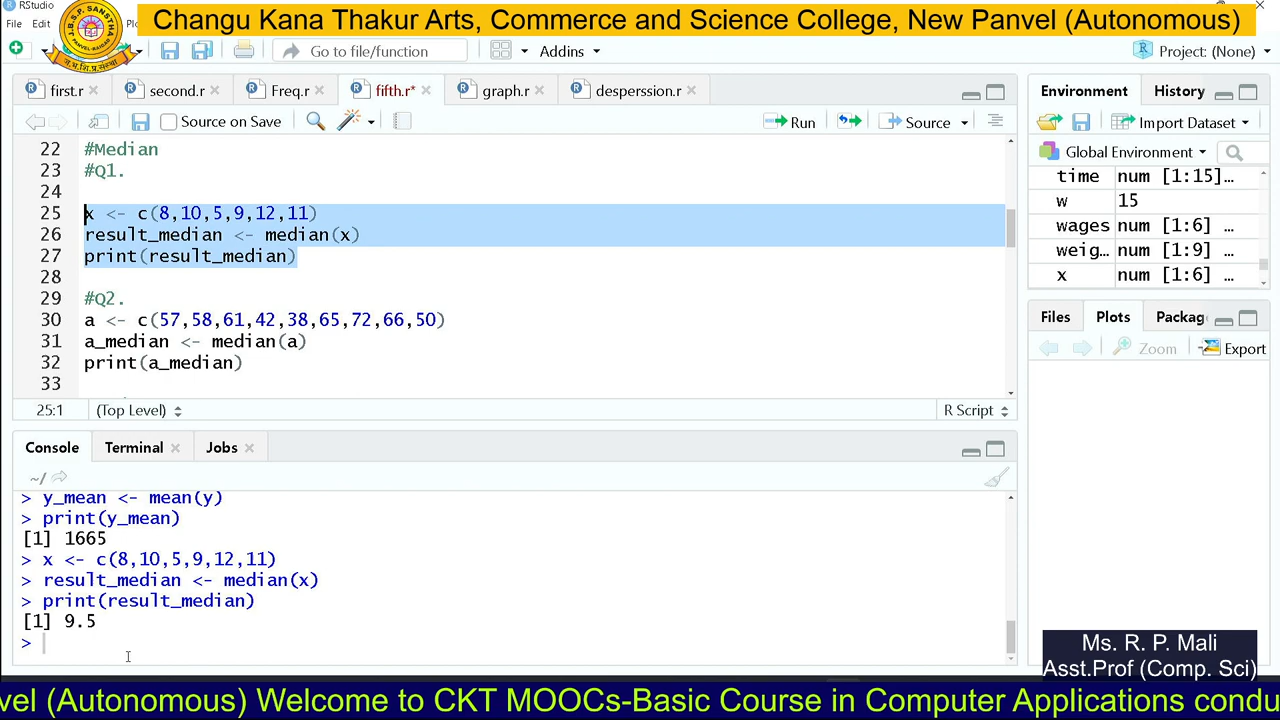 RStudio
Changu Kana Thakur Arts, Commerce and Science College, New Panvel (Autonomous)
File Edit
Go to file/function
Addins
Project: (None)
first.r
second.r
Freq.r
fifth.r*
graph.r
desperssion.r
Source on Save
Run
Source
22 #Median
23 #Q1.
24
25 x <- c(8,10,5,9,12,11)
26 result_median <- median(x)
27 print(result_median)
28
29 #Q2.
30 a <- c(57,58,61,42,38,65,72,66,50)
31 a_median <- median(a)
32 print(a_median)
33
25:1
(Top Level)
R Script
Environment
History
Import Dataset
Global Environment
time num [1:15]…
w 15
wages num [1:6] …
weig… num [1:9] …
x num [1:6] …
Files
Plots
Packag
Zoom
Export
Console
Terminal
Jobs
~/
> y_mean <- mean(y)
> print(y_mean)
[1] 1665
> x <- c(8,10,5,9,12,11)
> result_median <- median(x)
> print(result_median)
[1] 9.5
>
Ms. R. P. Mali
Asst.Prof (Comp. Sci)
vel (Autonomous) Welcome to CKT MOOCs-Basic Course in Computer Applications condu